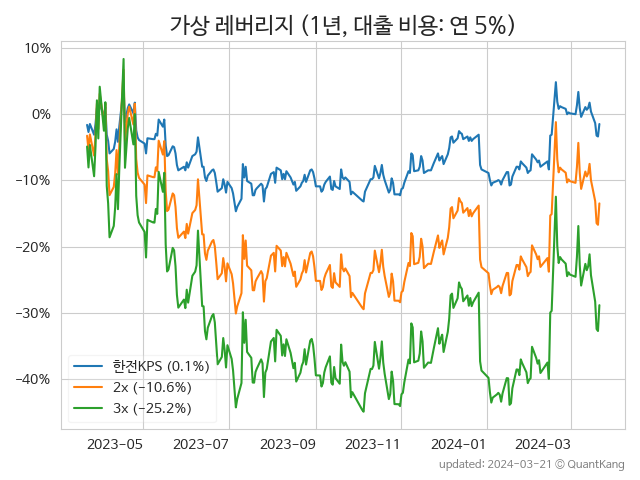 가상 레버리지 (1년, 대출 비용: 연 5%)
10%
0%
−10%
−20%
−30%
−40%
한전KPS (0.1%)
2x (−10.6%)
3x (−25.2%)
2023-05 2023-07 2023-09 2023-11 2024-01 2024-03
updated: 2024-03-21 © QuantKang